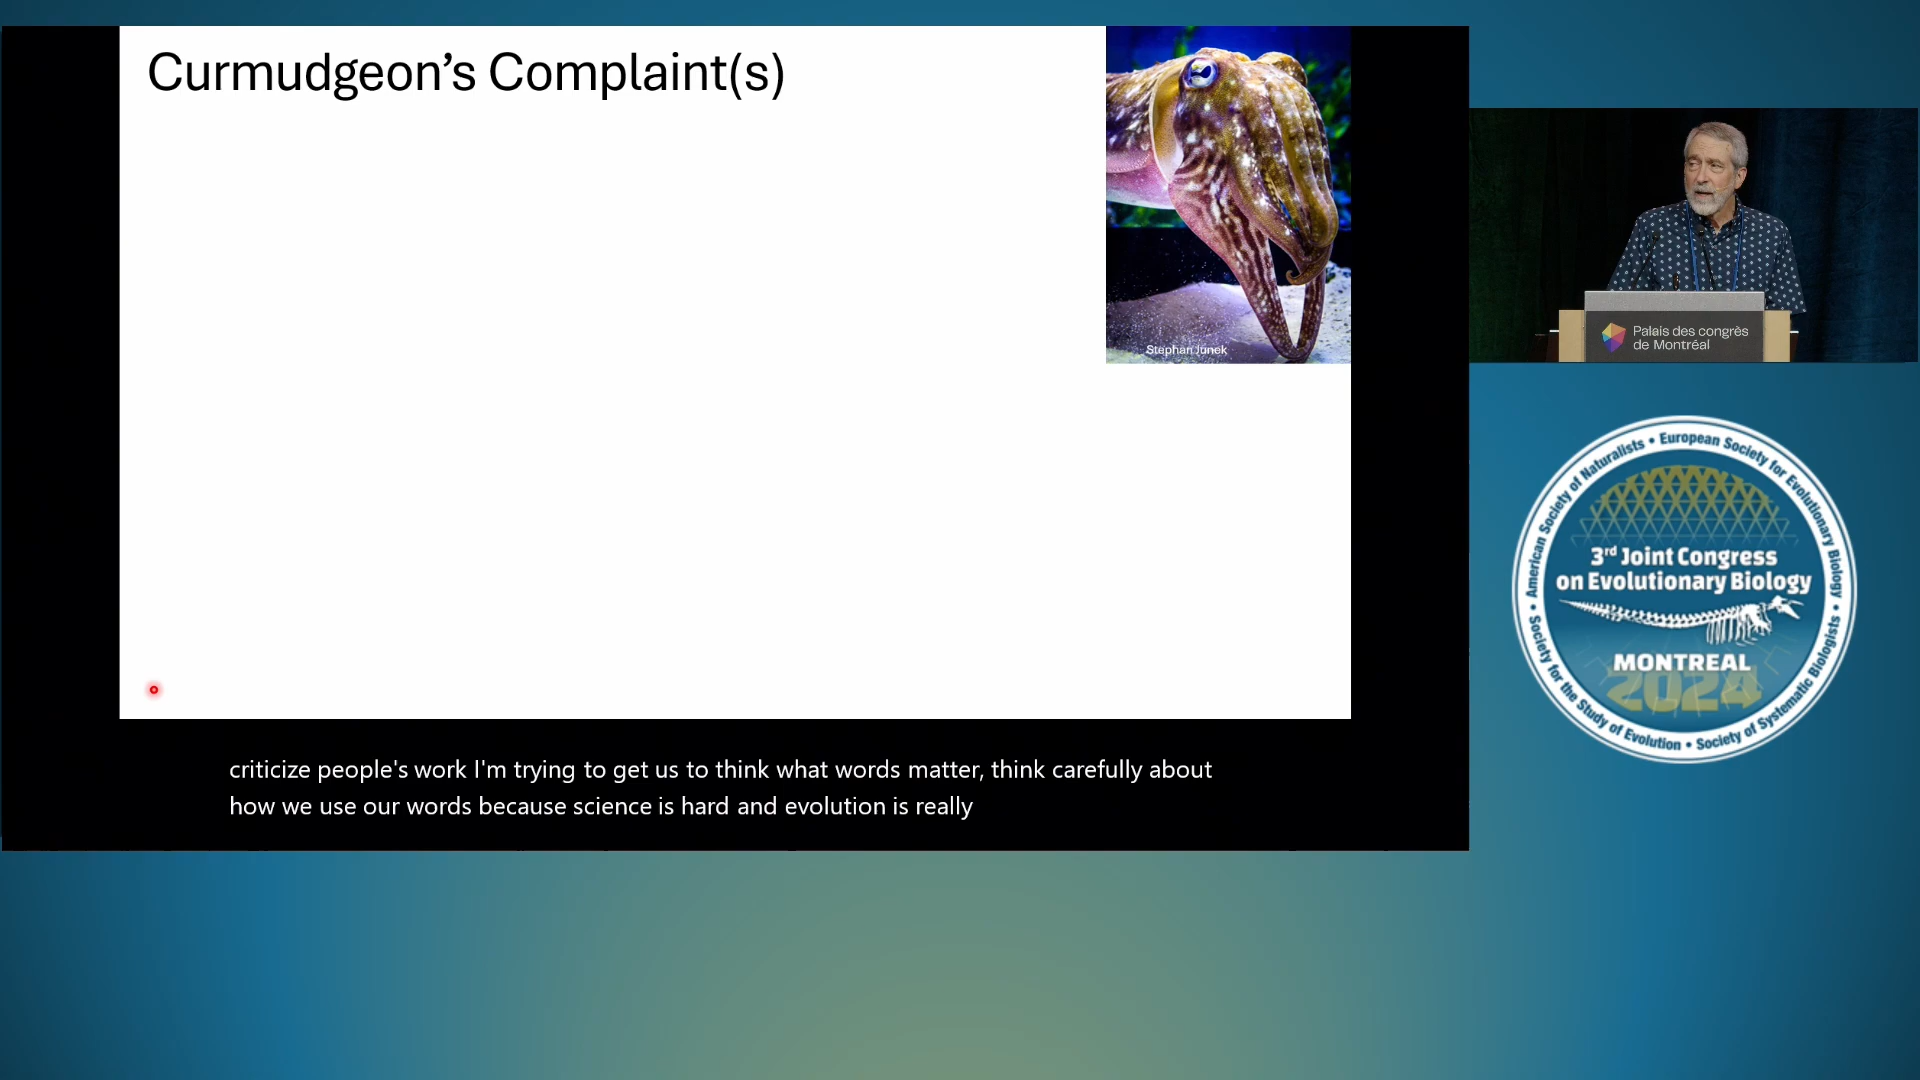 Curmudgeon's Complaint(s)
Stephan Junek
criticize people's work I'm trying to get us to think what words matter, think carefully about
how we use our words because science is hard and evolution is really
Palais des congrès
de Montréal
American Society of Naturalists • European Society for Evolutionary Biology •
Society for the Study of Evolution • Society of Systematic Biologists •
3rd Joint Congress
on Evolutionary Biology
MONTREAL
2024